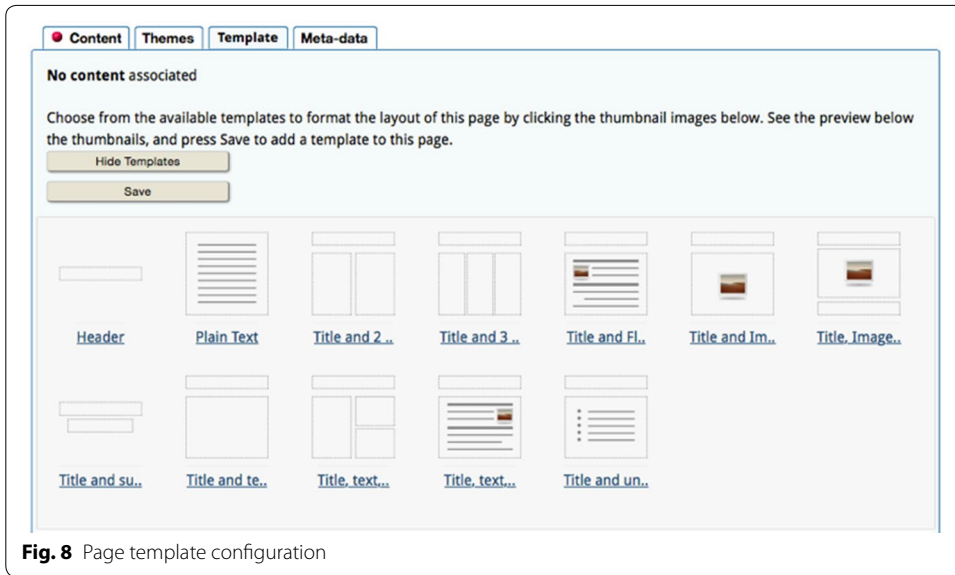 Content Themes Template Meta-data
No content associated
Choose from the available templates to format the layout of this page by clicking the thumbnail images below. See the preview below
the thumbnails, and press Save to add a template to this page.
Hide Templates
Save
Header Plain Text Title and 2 .. Title and 3 .. Title and Fl.. Title and Im.. Title, Image..
Title and su.. Title and te.. Title, text,.. Title, text,.. Title and un..
Fig. 8 Page template configuration